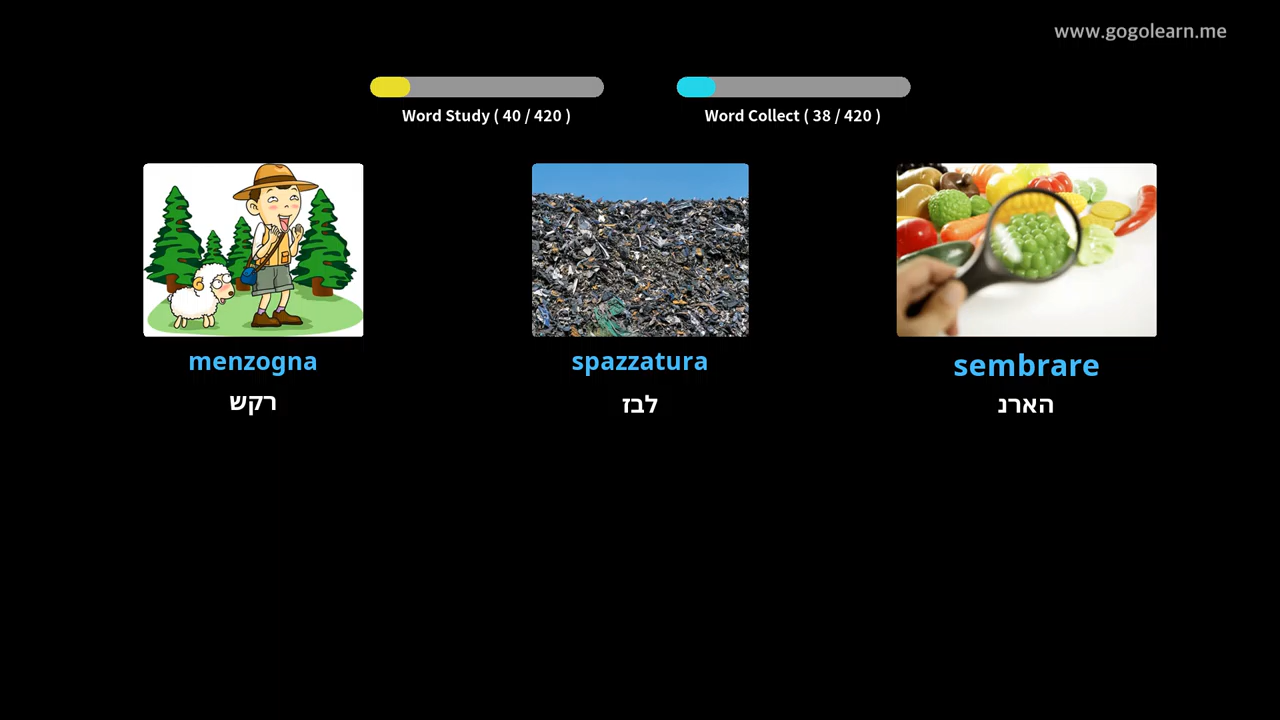 www.gogolearn.me
Word Study ( 40 / 420 )
Word Collect ( 38 / 420 )
menzogna
רקש
spazzatura
לבז
sembrare
הארנ